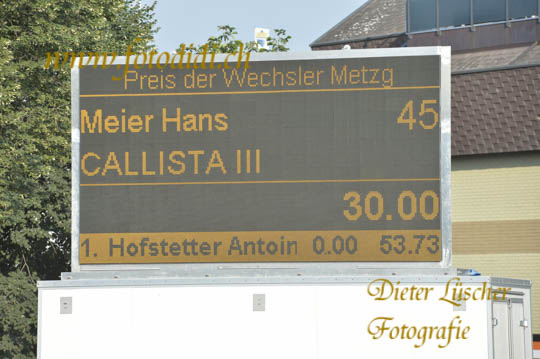 www.fotodidi.ch
Preis der Wechsler Metzg
Meier Hans 45
CALLISTA III
30.00
1. Hofstetter Antoin 0.00 53.73
Dieter Lüscher
Fotografie